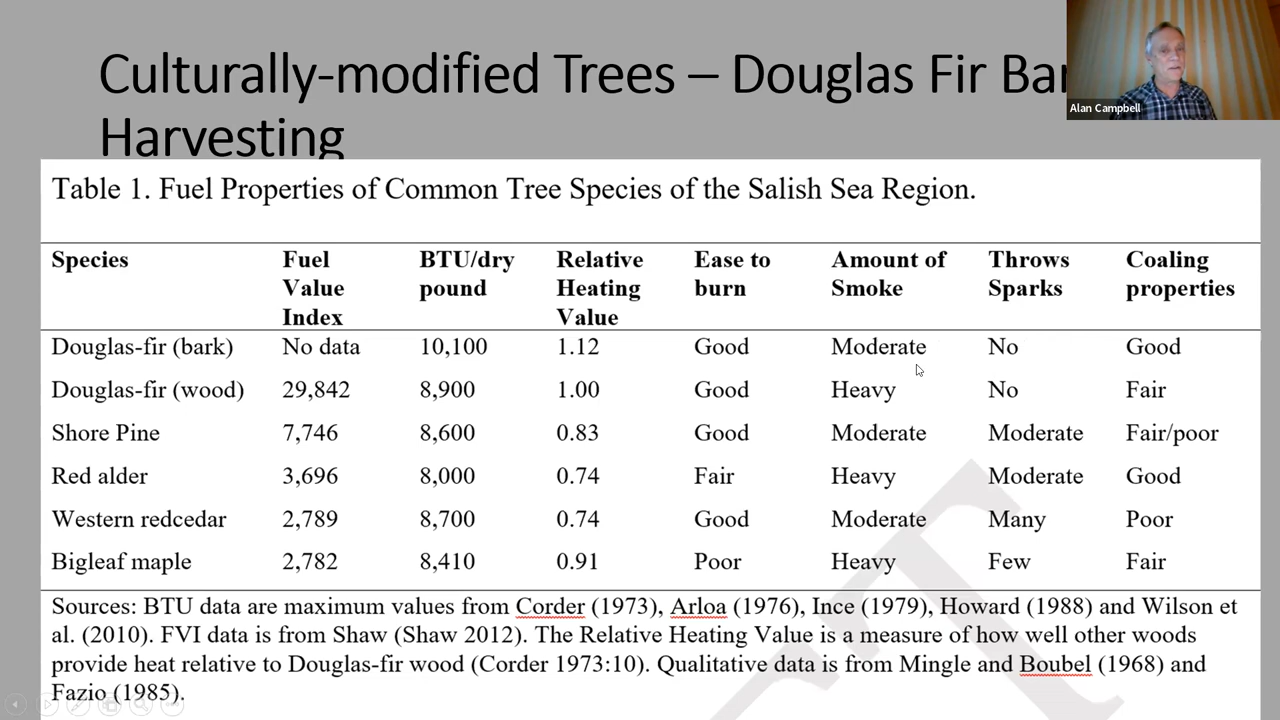 Culturally-modified Trees – Douglas Fir Bar
Harvesting
Alan Campbell
Table 1. Fuel Properties of Common Tree Species of the Salish Sea Region.
Species Fuel Value Index BTU/dry pound Relative Heating Value Ease to burn Amount of Smoke Throws Sparks Coaling properties
Douglas-fir (bark) No data 10,100 1.12 Good Moderate No Good
Douglas-fir (wood) 29,842 8,900 1.00 Good Heavy No Fair
Shore Pine 7,746 8,600 0.83 Good Moderate Moderate Fair/poor
Red alder 3,696 8,000 0.74 Fair Heavy Moderate Good
Western redcedar 2,789 8,700 0.74 Good Moderate Many Poor
Bigleaf maple 2,782 8,410 0.91 Poor Heavy Few Fair
Sources: BTU data are maximum values from Corder (1973), Arloa (1976), Ince (1979), Howard (1988) and Wilson et
al. (2010). FVI data is from Shaw (Shaw 2012). The Relative Heating Value is a measure of how well other woods
provide heat relative to Douglas-fir wood (Corder 1973:10). Qualitative data is from Mingle and Boubel (1968) and
Fazio (1985).